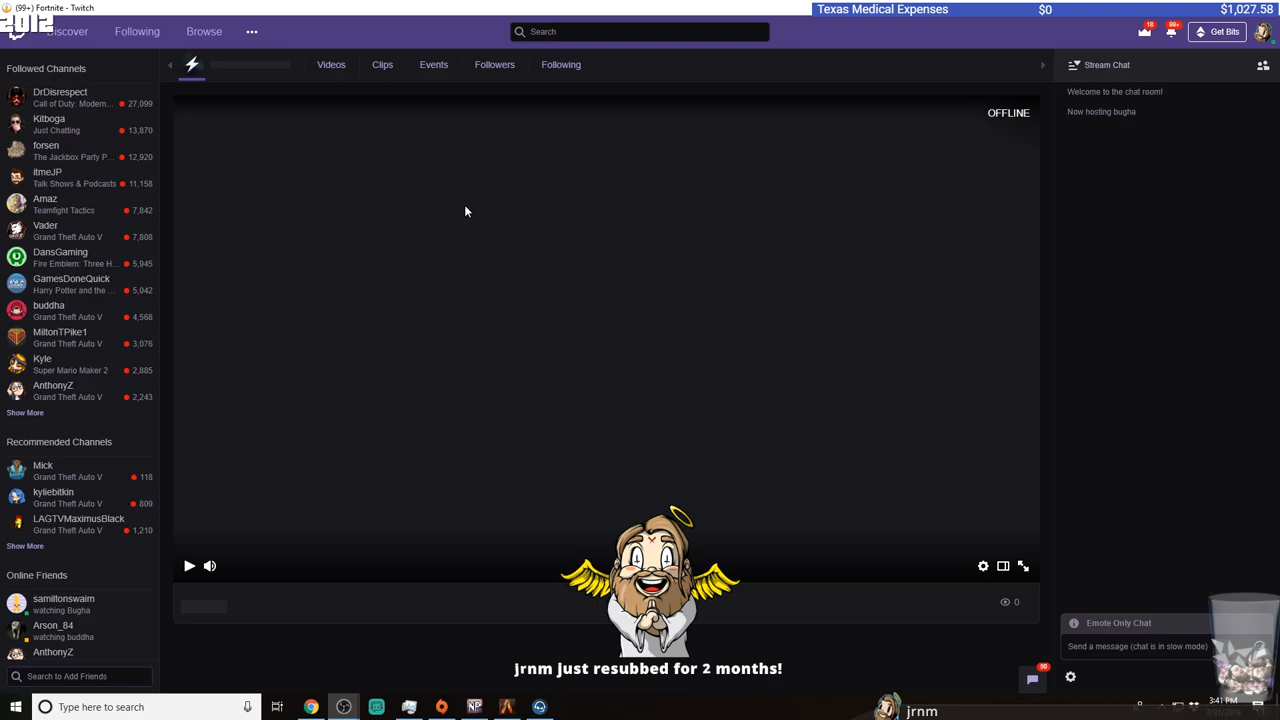 (99+) Fortnite - Twitch
Texas Medical Expenses $0 $1,027.58
2012
Discover Following Browse
Search
18
99+
Get Bits
Followed Channels
DrDisrespect
Call of Duty: Modern... 27,099
Kitboga
Just Chatting 13,870
forsen
The Jackbox Party P... 12,920
itmeJP
Talk Shows & Podcasts 11,158
Amaz
Teamfight Tactics 7,842
Vader
Grand Theft Auto V 7,808
DansGaming
Fire Emblem: Three H... 5,945
GamesDoneQuick
Harry Potter and the ... 5,042
buddha
Grand Theft Auto V 4,568
MiltonTPike1
Grand Theft Auto V 3,076
Kyle
Super Mario Maker 2 2,885
AnthonyZ
Grand Theft Auto V 2,243
Show More
Recommended Channels
Mick
Grand Theft Auto V 118
kyliebitkin
Grand Theft Auto V 809
LAGTVMaximusBlack
Grand Theft Auto V 1,210
Show More
Online Friends
samiltonswaim
watching Bugha
Arson_84
watching buddha
AnthonyZ
Search to Add Friends
Videos Clips Events Followers Following
OFFLINE
0
jrnm just resubbed for 2 months!
50
Stream Chat
Welcome to the chat room!
Now hosting bugha
Emote Only Chat
Send a message (chat is in slow mode)
Type here to search
jrnm
3:41 PM
7/31/2019